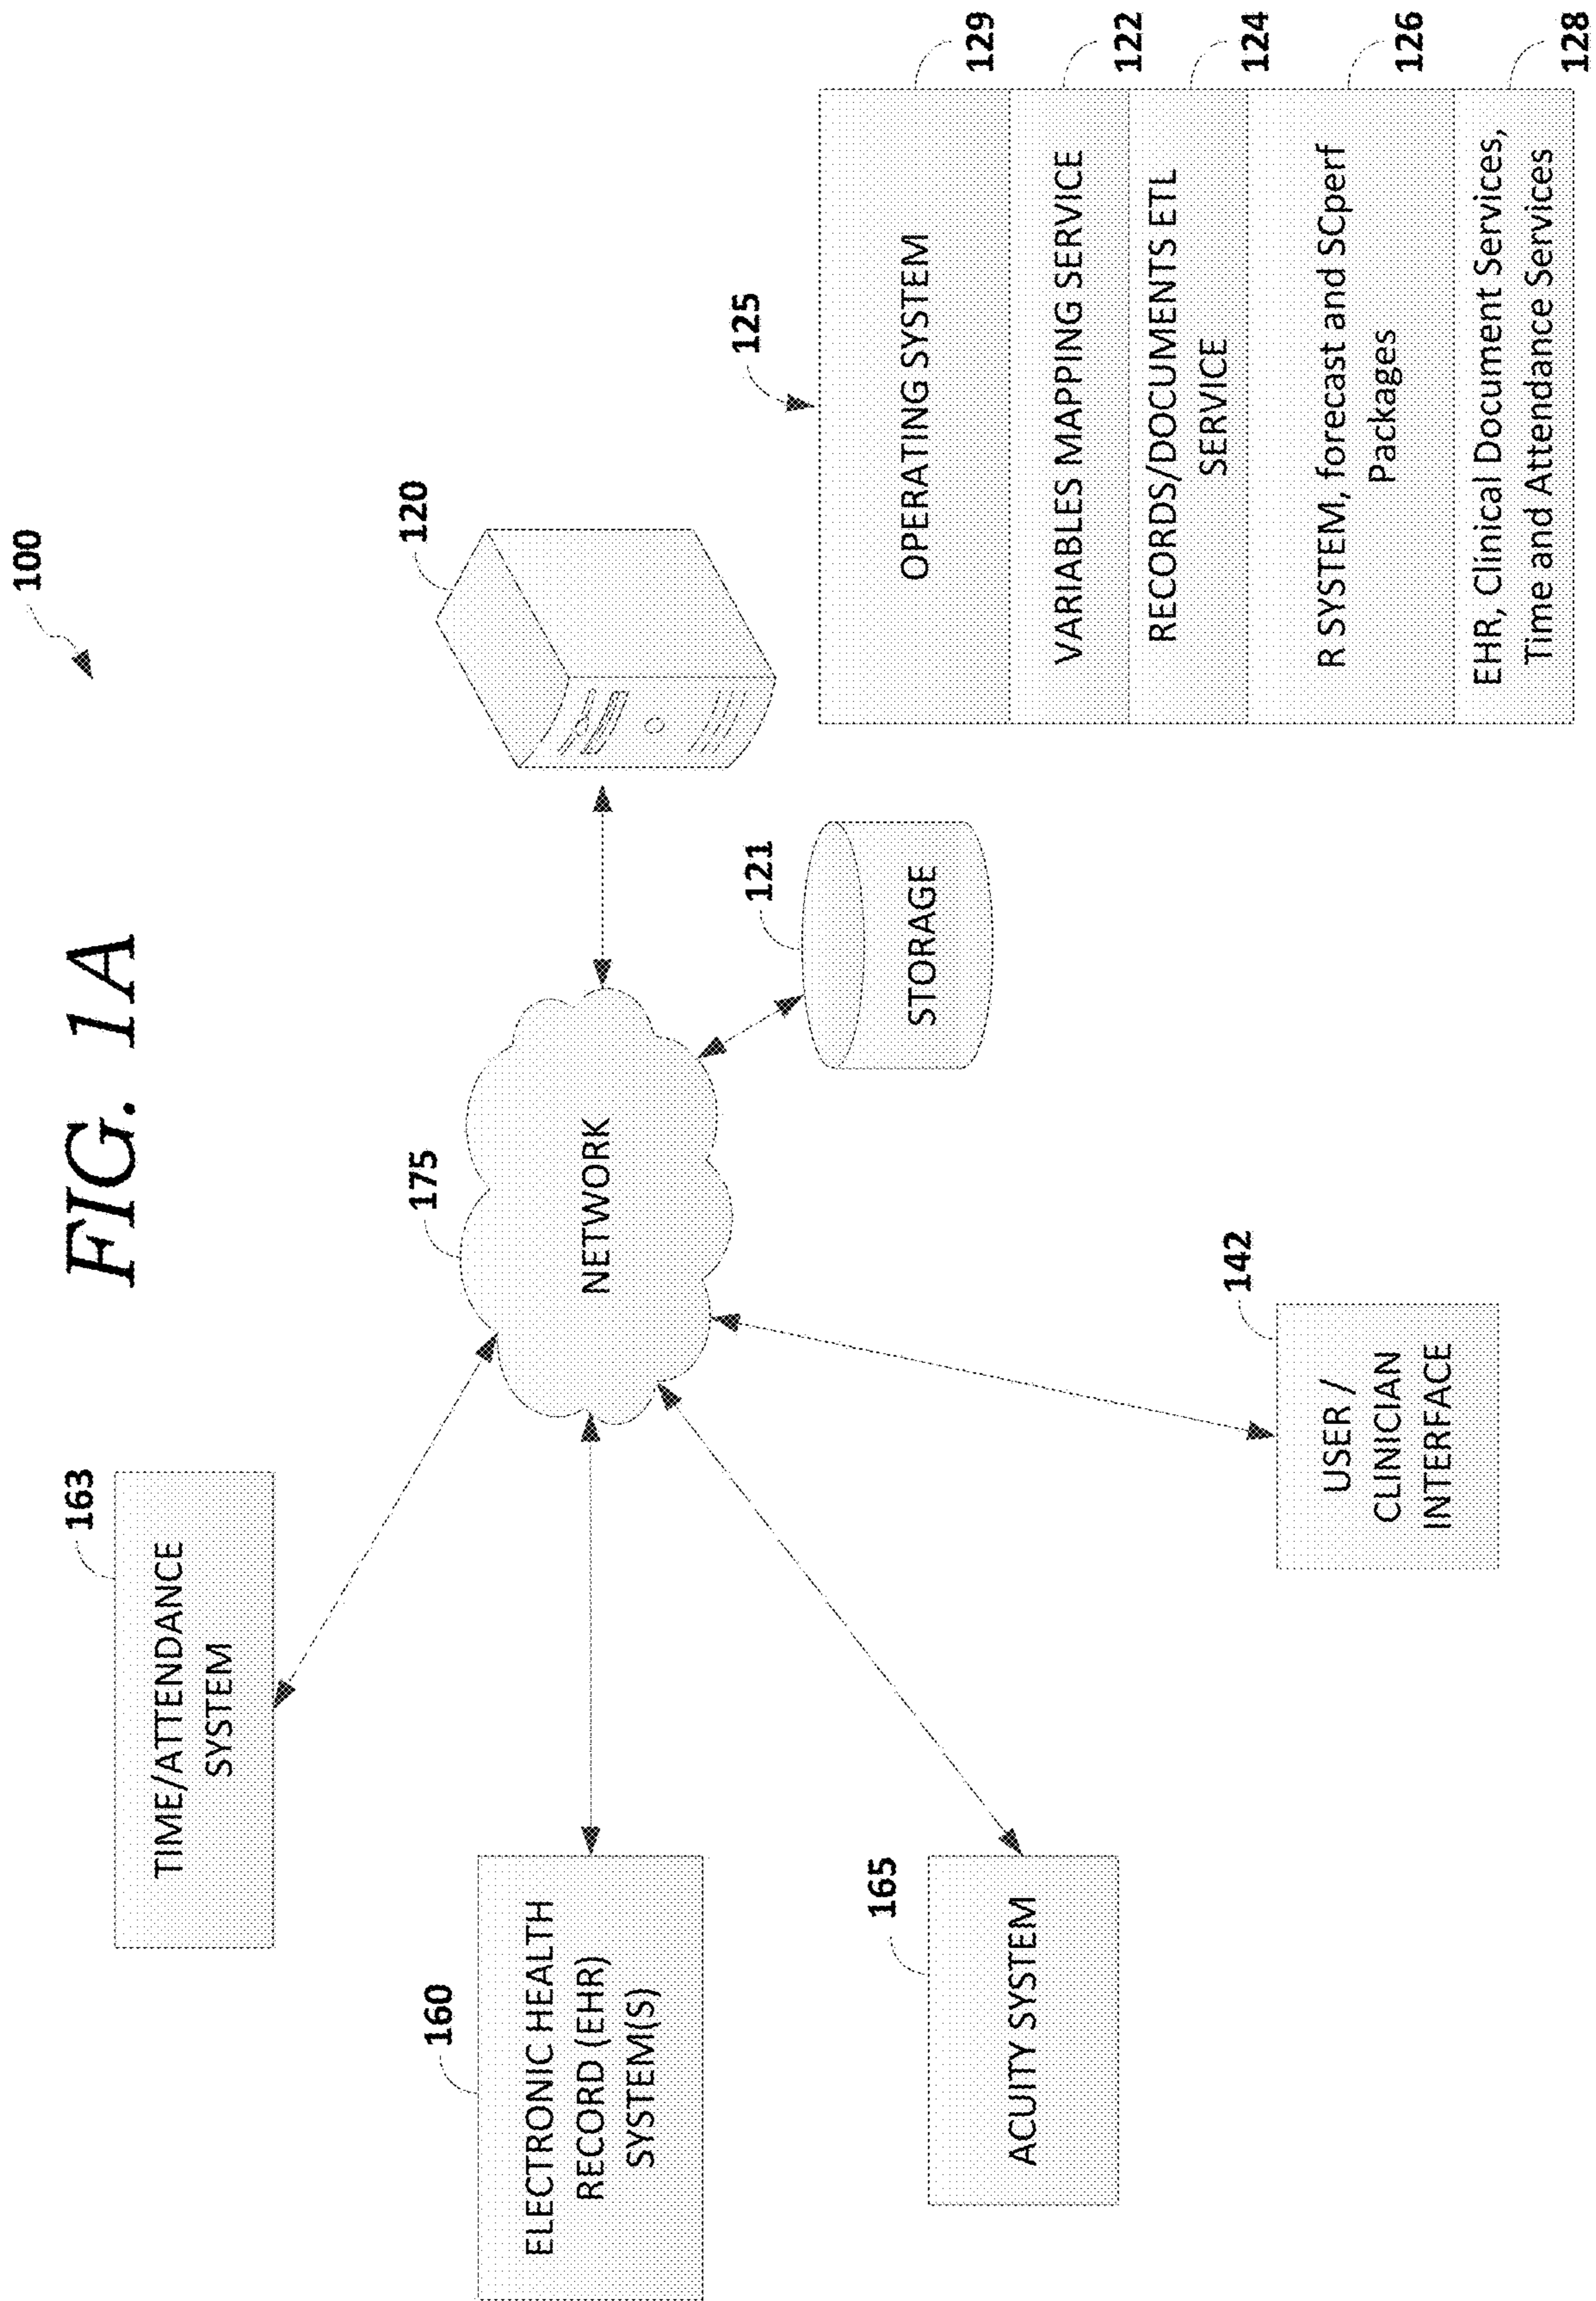 FIG. 1A
100
163
TIME/ATTENDANCE
SYSTEM
160
ELECTRONIC HEALTH
RECORD (EHR)
SYSTEM(S)
165
ACUITY SYSTEM
175
NETWORK
142
USER /
CLINICIAN
INTERFACE
120
121
STORAGE
125
OPERATING SYSTEM
129
VARIABLES MAPPING SERVICE
122
RECORDS/DOCUMENTS ETL
SERVICE
124
R SYSTEM, forecast and SCperf
Packages
126
EHR, Clinical Document Services,
Time and Attendance Services
128